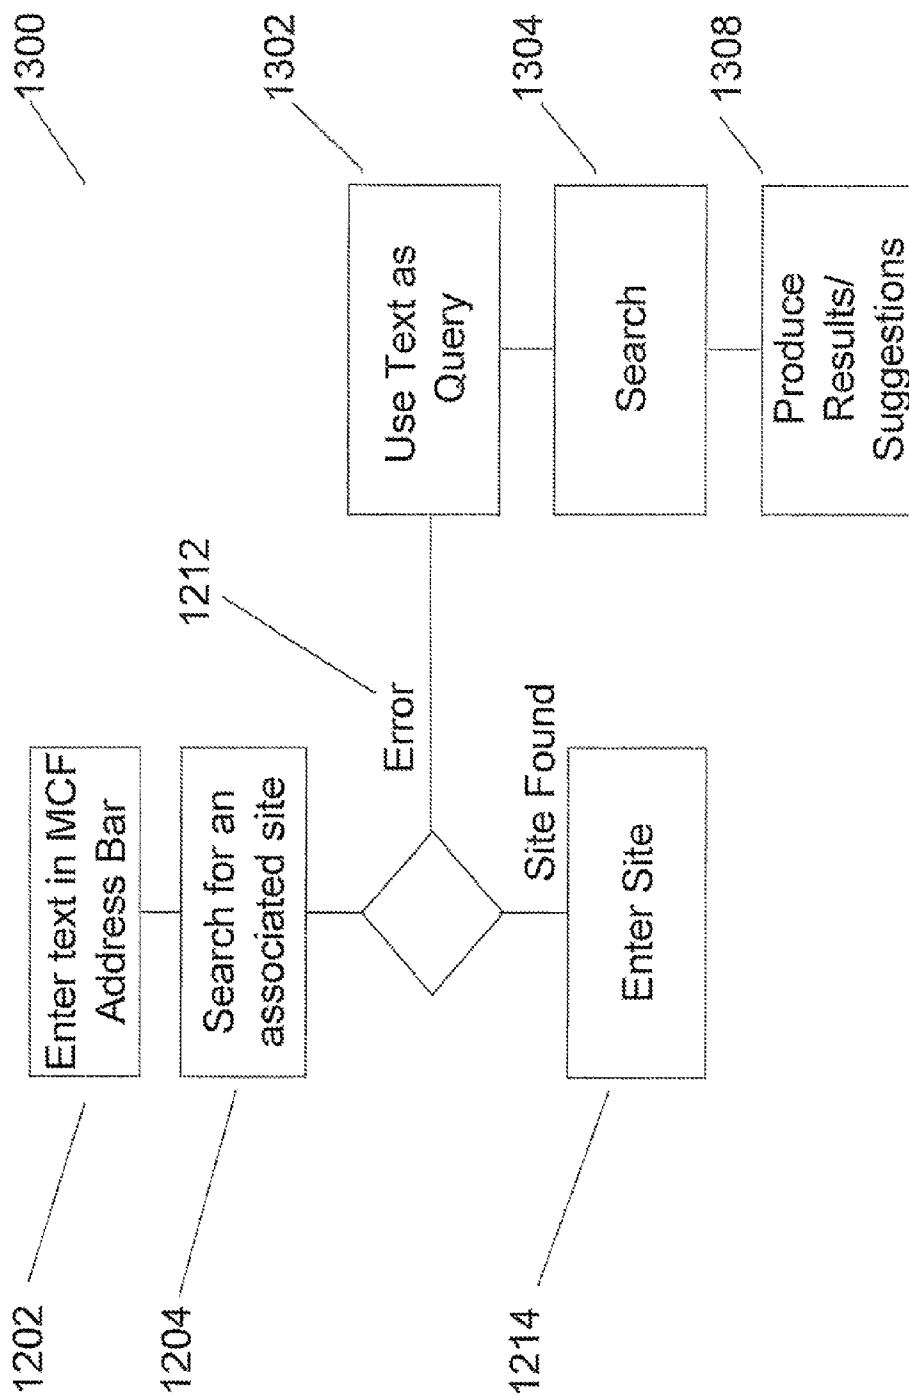 1300
1202
Enter text in MCF
Address Bar
1204
Search for an
associated site
1212
Error
1302
Use Text as
Query
1304
Search
Site Found
1214
Enter Site
1308
Produce
Results/
Suggestions